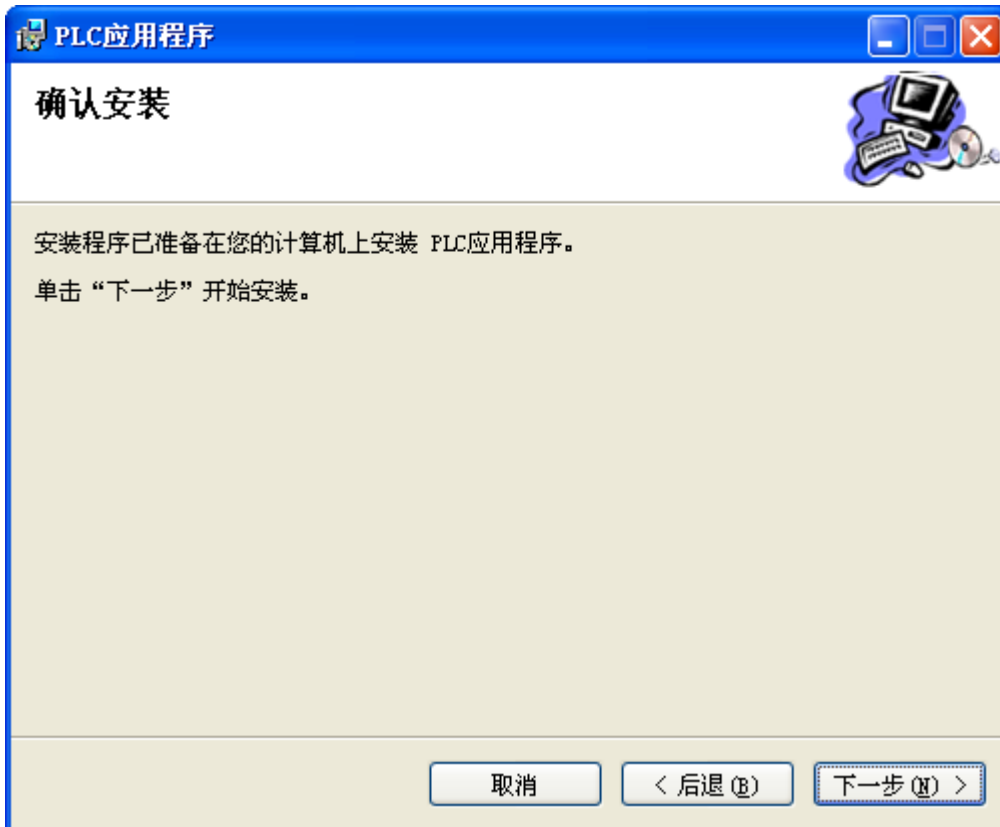 PLC应用程序
确认安装
安装程序已准备在您的计算机上安装 PLC应用程序。
单击“下一步”开始安装。
取消
< 后退(B)
下一步(N) >